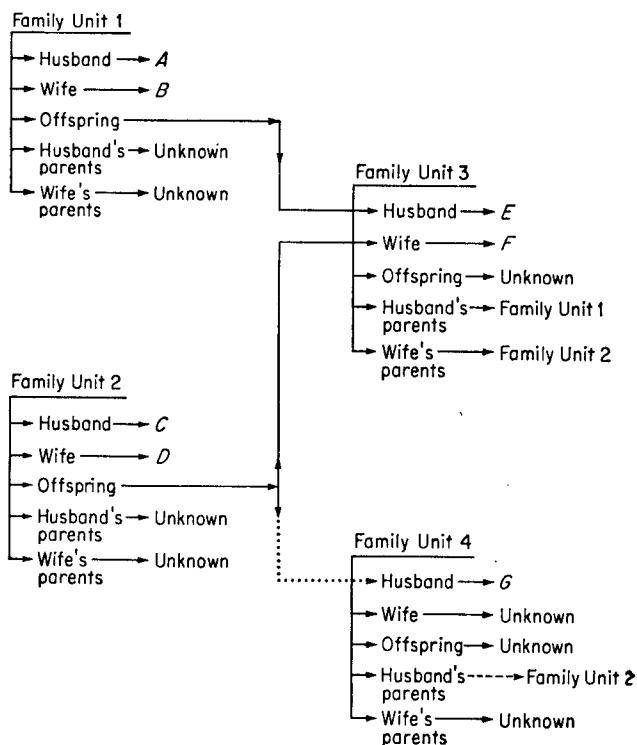 Family Unit 1
Husband A
Wife B
Offspring
Husband's Unknown
parents
Wife's Unknown
parents
Family Unit 3
Husband E
Wife F
Offspring Unknown
Husband's Family Unit 1
parents
Wife's Family Unit 2
parents
Family Unit 2
Husband C
Wife D
Offspring
Husband's Unknown
parents
Wife's Unknown
parents
Family Unit 4
Husband G
Wife Unknown
Offspring Unknown
Husband's Family Unit 2
parents
Wife's Unknown
parents